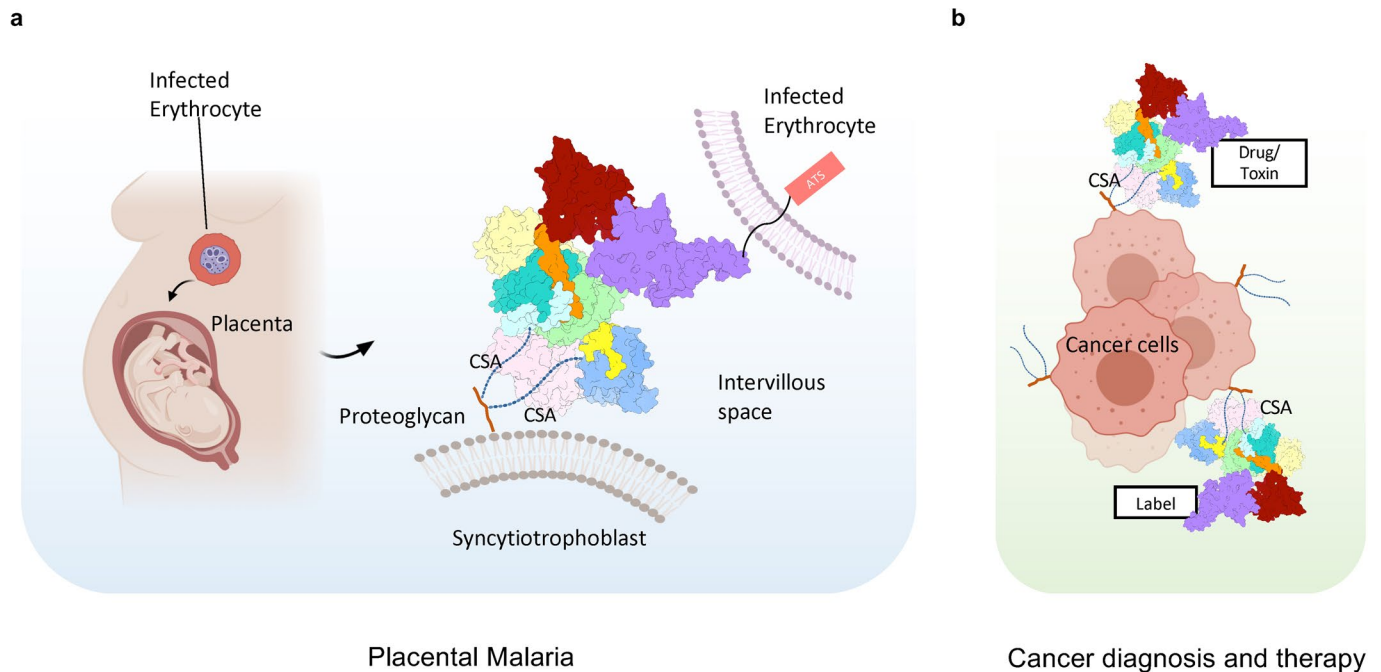 a
Infected
Erythrocyte
Placenta
CSA
Proteoglycan
CSA
Syncytiotrophoblast
Intervillous
space
Infected
Erythrocyte
ATS
Placental Malaria
b
Drug/
Toxin
CSA
Cancer cells
CSA
Label
Cancer diagnosis and therapy